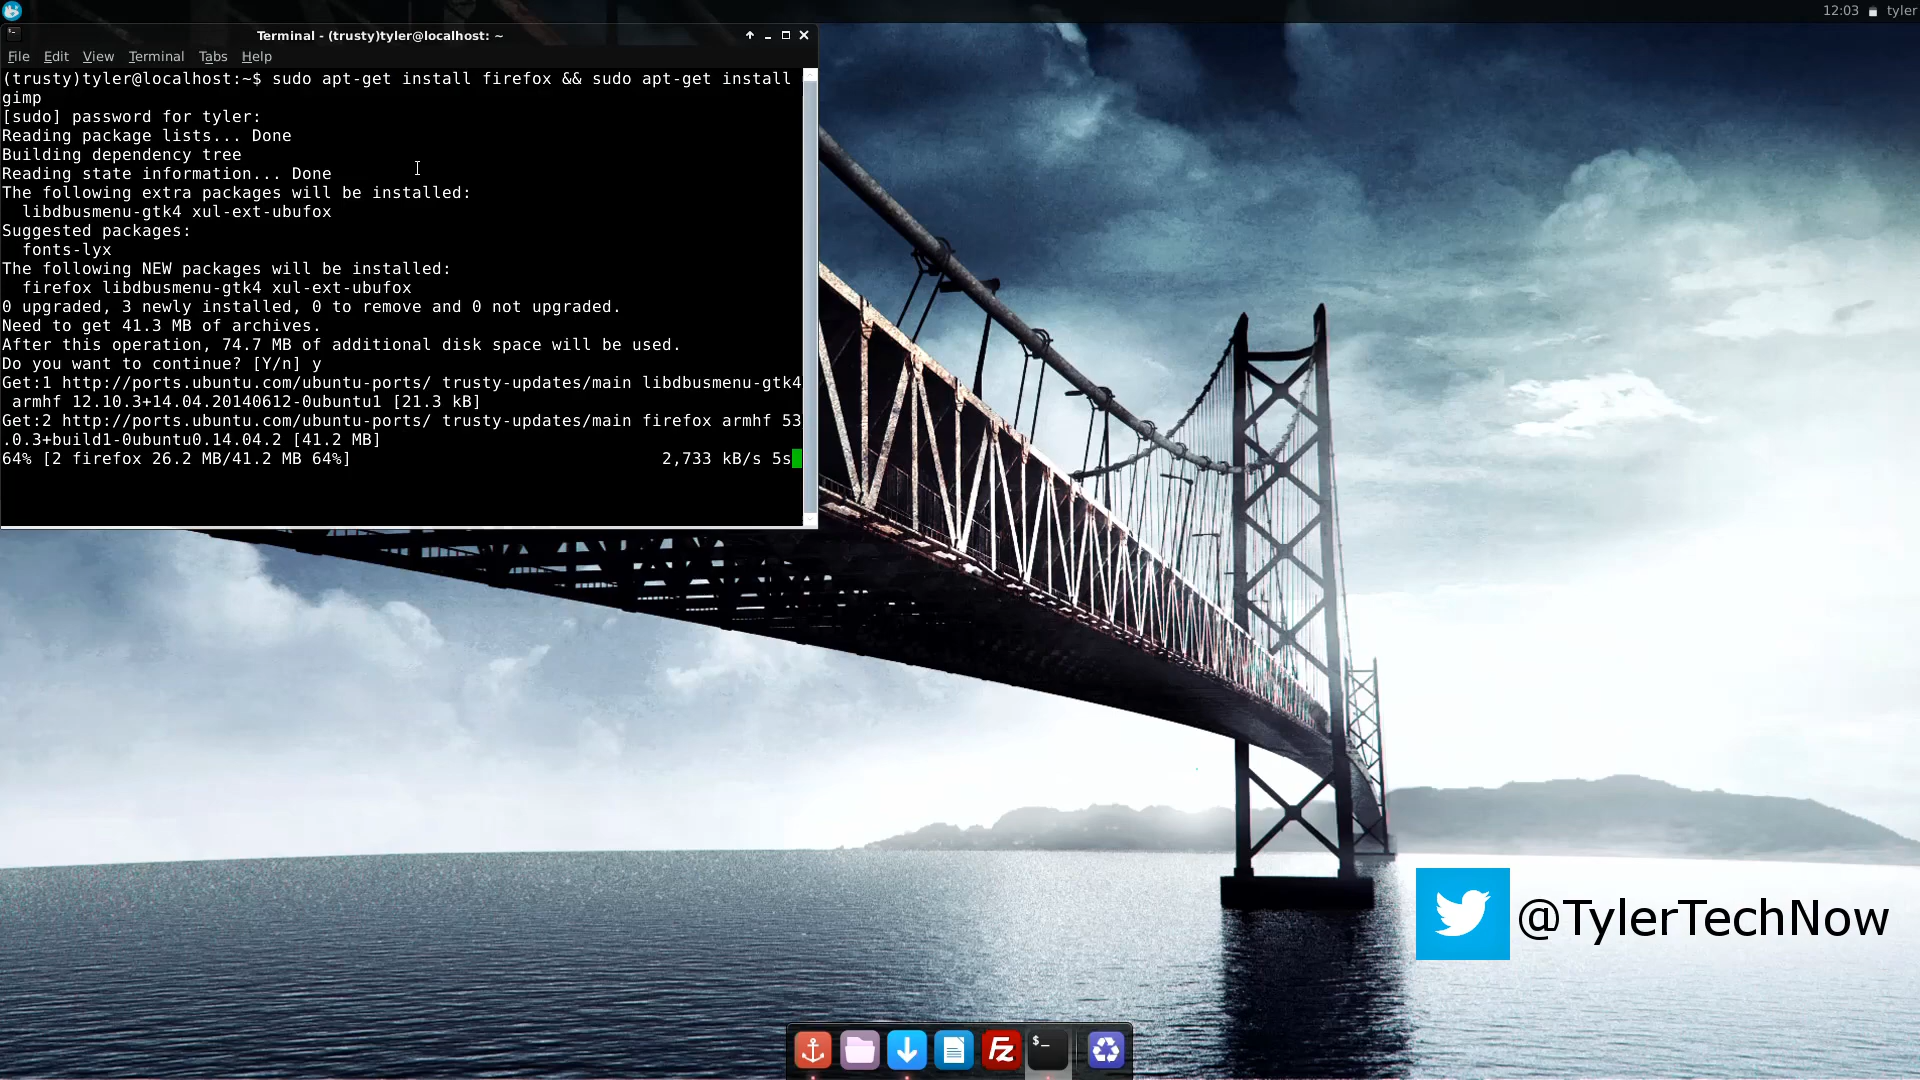 12:03 tyler
Terminal - (trusty)tyler@localhost: ~
File Edit View Terminal Tabs Help
(trusty)tyler@localhost:~$ sudo apt-get install firefox && sudo apt-get install
gimp
[sudo] password for tyler:
Reading package lists... Done
Building dependency tree
Reading state information... Done
The following extra packages will be installed:
  libdbusmenu-gtk4 xul-ext-ubufox
Suggested packages:
  fonts-lyx
The following NEW packages will be installed:
  firefox libdbusmenu-gtk4 xul-ext-ubufox
0 upgraded, 3 newly installed, 0 to remove and 0 not upgraded.
Need to get 41.3 MB of archives.
After this operation, 74.7 MB of additional disk space will be used.
Do you want to continue? [Y/n] y
Get:1 http://ports.ubuntu.com/ubuntu-ports/ trusty-updates/main libdbusmenu-gtk4
 armhf 12.10.3+14.04.20140612-0ubuntu1 [21.3 kB]
Get:2 http://ports.ubuntu.com/ubuntu-ports/ trusty-updates/main firefox armhf 53
.0.3+build1-0ubuntu0.14.04.2 [41.2 MB]
64% [2 firefox 26.2 MB/41.2 MB 64%] 2,733 kB/s 5s
@TylerTechNow
Fz
$_